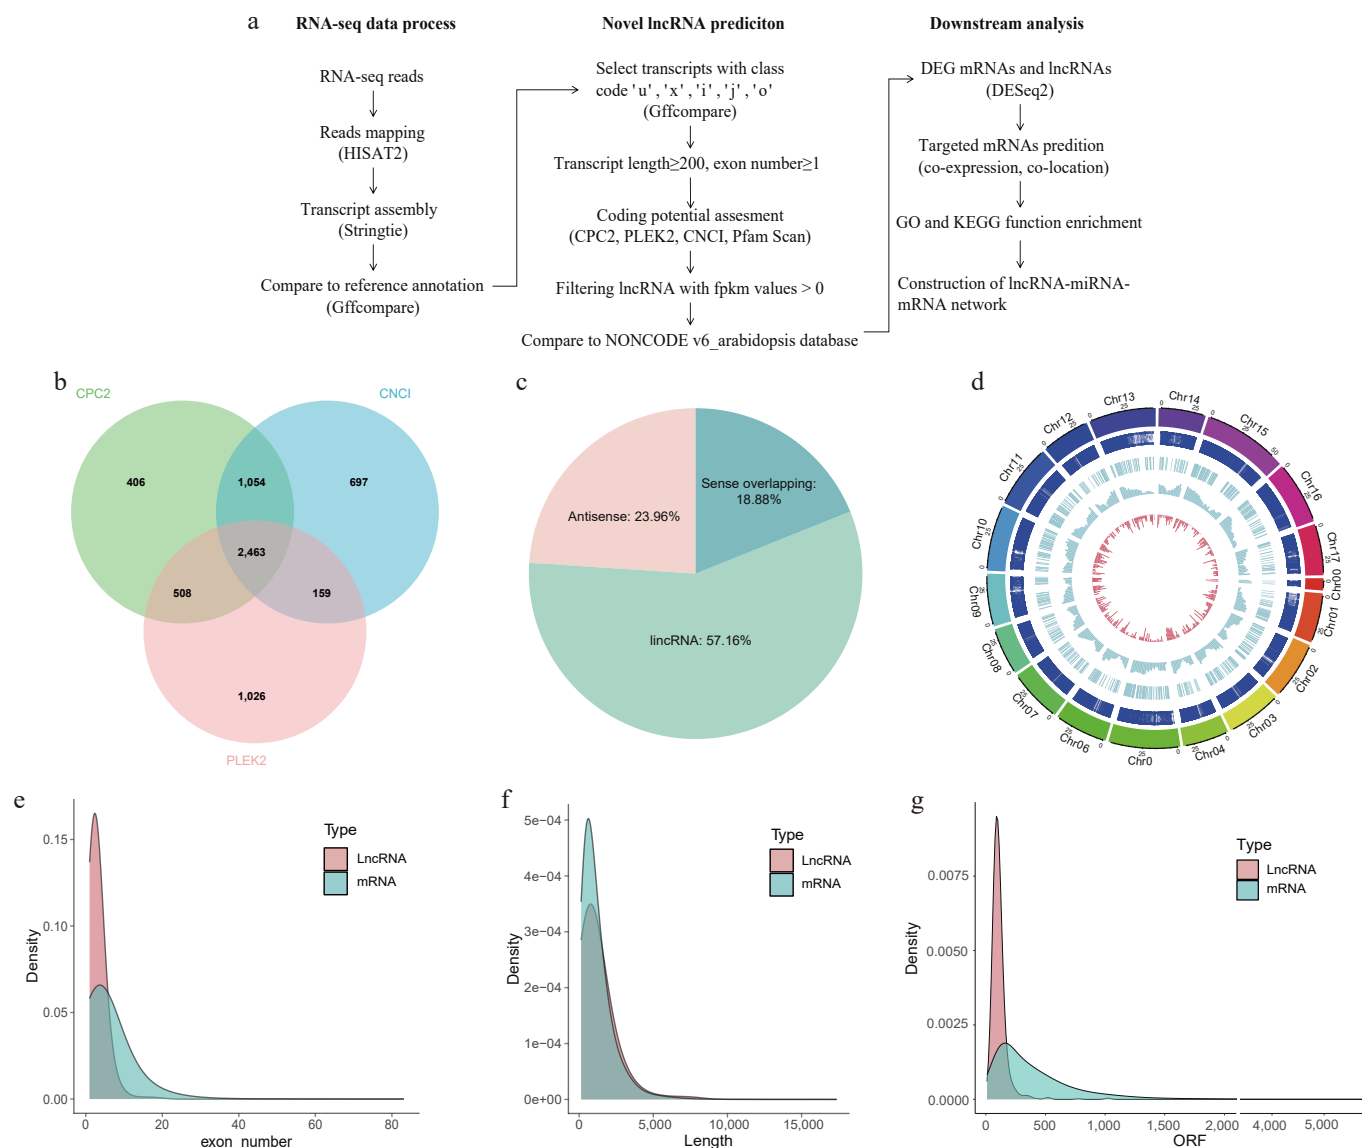 a
RNA-seq data process
Novel lncRNA prediciton
Downstream analysis
RNA-seq reads
Reads mapping
(HISAT2)
Transcript assembly
(Stringtie)
Compare to reference annotation
(Gffcompare)
Select transcripts with class
code 'u' , 'x' , 'i' , 'j' , 'o'
(Gffcompare)
Transcript length≥200, exon number≥1
Coding potential assesment
(CPC2, PLEK2, CNCI, Pfam Scan)
Filtering lncRNA with fpkm values > 0
Compare to NONCODE v6_arabidopsis database
DEG mRNAs and lncRNAs
(DESeq2)
Targeted mRNAs predition
(co-expression, co-location)
GO and KEGG function enrichment
Construction of lncRNA-miRNA-
mRNA network
b
CPC2
CNCI
406
1,054
697
2,463
508
159
1,026
PLEK2
c
Sense overlapping:
18.88%
Antisense: 23.96%
lincRNA: 57.16%
d
Chr13
Chr14
Chr15
Chr16
Chr17
Chr00
Chr01
Chr02
Chr03
Chr04
Chr0
Chr06
Chr07
Chr08
Chr09
Chr10
Chr11
Chr12
e
Density
0.15
0.10
0.05
0.00
0
20
40
60
80
exon_number
Type
LncRNA
mRNA
f
Density
5e−04
4e−04
3e−04
2e−04
1e−04
0e+00
0
5,000
10,000
15,000
Length
Type
LncRNA
mRNA
g
Density
0.0075
0.0050
0.0025
0.0000
0
500
1,000
1,500
2,000
4,000
5,000
ORF
Type
LncRNA
mRNA